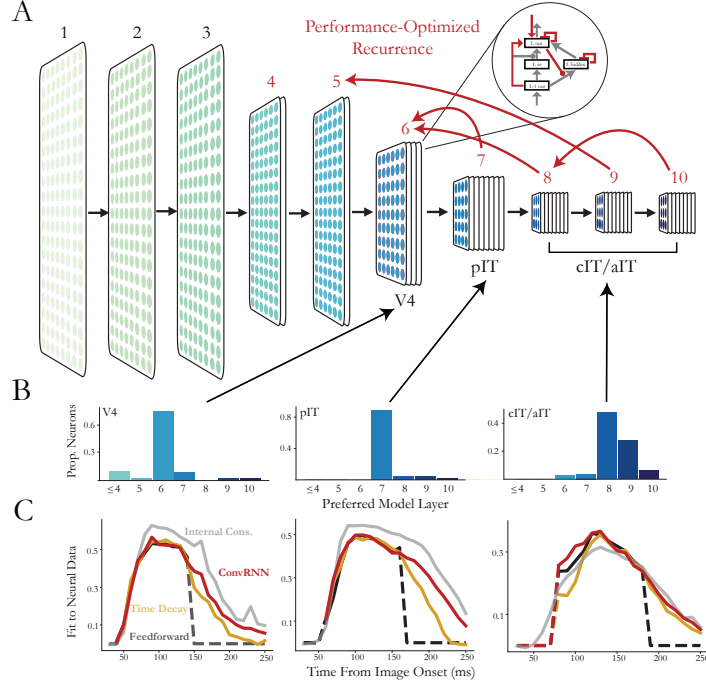 A
1
2
3
4
5
6
7
8
9
10
Performance-Optimized
Recurrence
L out
L in
L-1 out
L hidden
V4
pIT
cIT/aIT
B
Prop. Neurons
V4
0.6
0.2
≤4 5 6 7 8 9 10
pIT
0.8
0.4
≤4 5 6 7 8 9 10
cIT/aIT
0.4
0.2
≤4 5 6 7 8 9 10
Preferred Model Layer
C
Fit to Neural Data
0.5
0.3
0.1
Internal Cons.
ConvRNN
Time Decay
Feedforward
50 100 150 200 250
0.5
0.3
0.1
50 100 150 200 250
0.3
0.1
50 100 150 200 250
Time From Image Onset (ms)